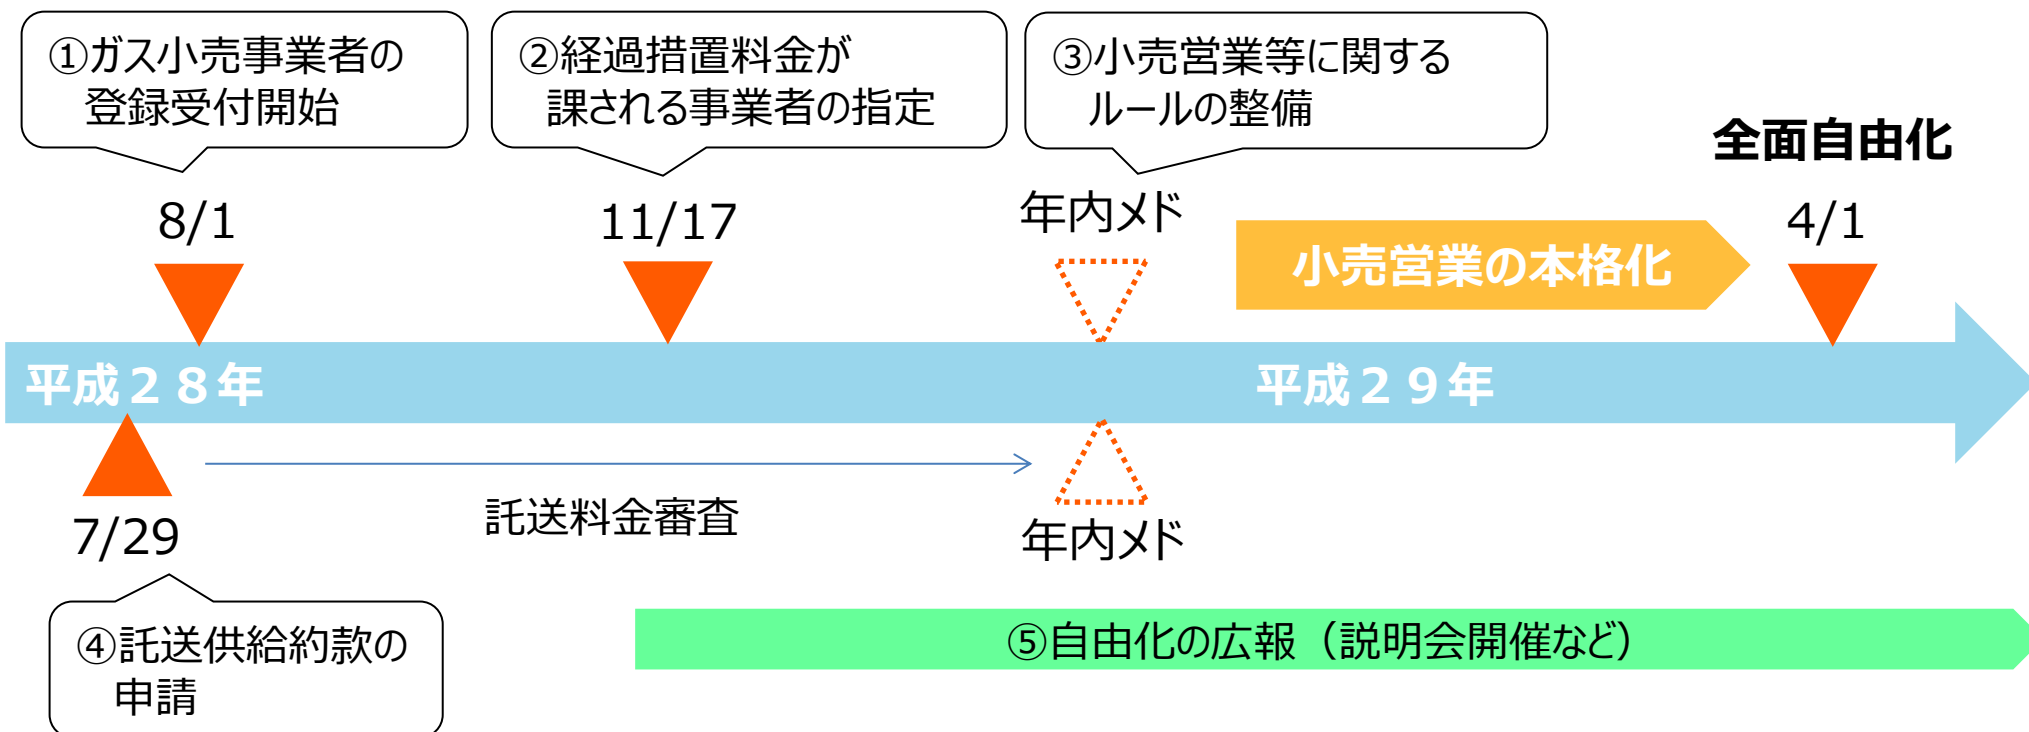 ①ガス小売事業者の
登録受付開始
②経過措置料金が
課される事業者の指定
③小売営業等に関する
ルールの整備
全面自由化
8/1
11/17
年内メド
小売営業の本格化
4/1
平成２８年
平成２９年
7/29
託送料金審査
年内メド
④託送供給約款の
申請
⑤自由化の広報（説明会開催など）